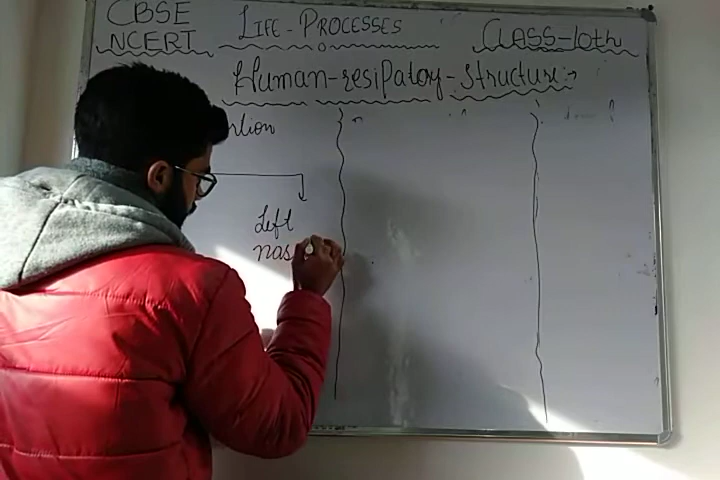 CBSE LIFE-PROCESSES CLASS-10th
NCERT
Human-resipatory-structure:-
Left
nas